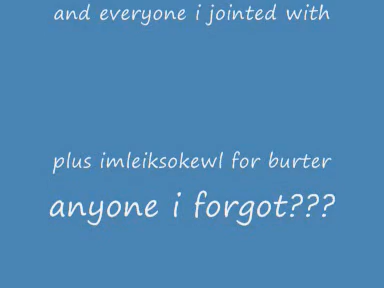 and everyone i jointed with
plus imleiksokewl for burter
anyone i forgot???